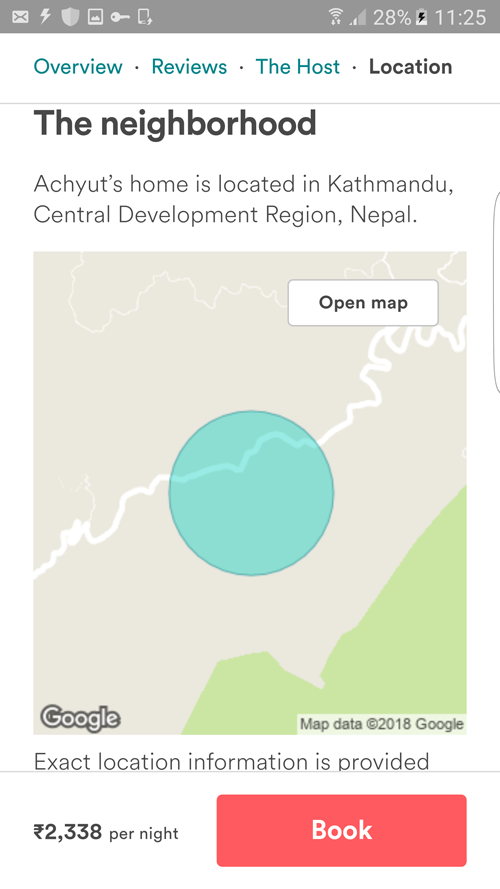 28% 11:25
Overview · Reviews · The Host · Location
The neighborhood
Achyut’s home is located in Kathmandu,
Central Development Region, Nepal.
Open map
Google
Map data ©2018 Google
Exact location information is provided
₹2,338 per night
Book